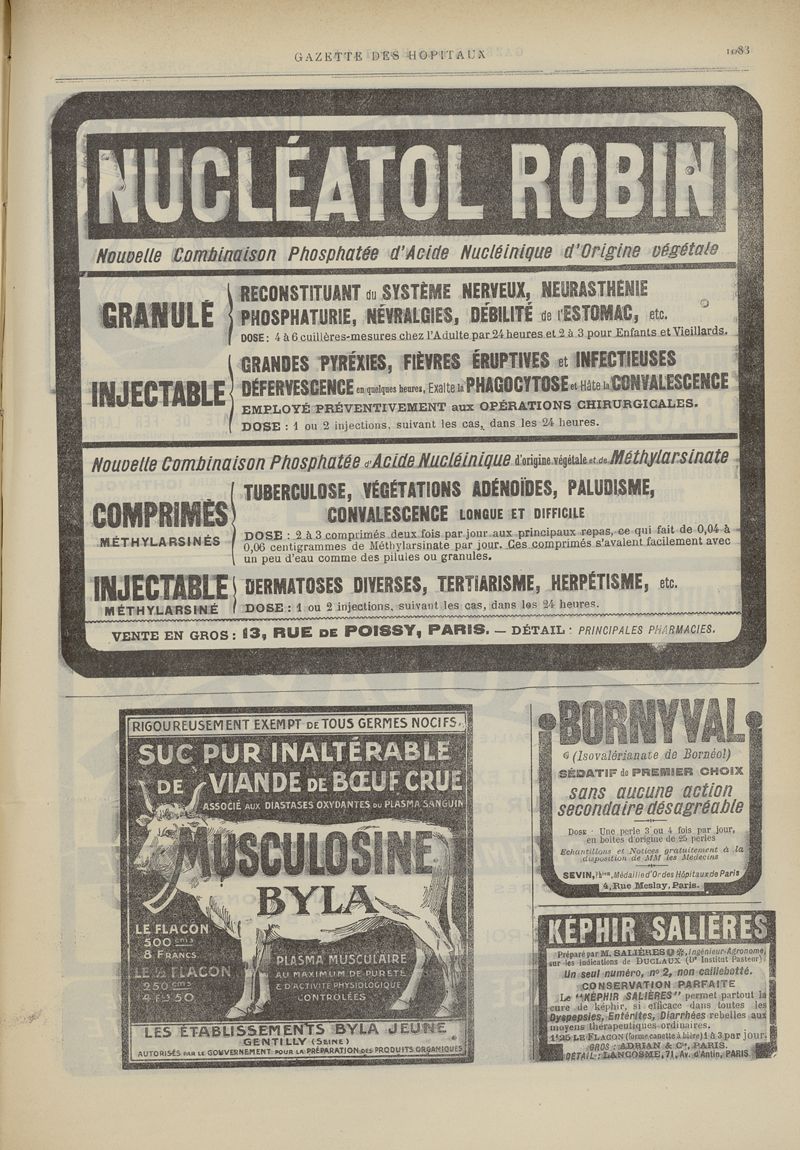 GAZETTE DES HOPITAUX
1083
NUCLÉATOL ROBIN
Nouvelle Combinaison Phosphatée d'Acide Nucléinique d'Origine végétale
GRANULÉ
RECONSTITUANT du SYSTÈME NERVEUX, NEURASTHÉNIE
PHOSPHATURIE, NÉVRALGIES, DÉBILITÉ de l'ESTOMAC, etc.
DOSE : 4 à 6 cuillères-mesures chez l'Adulte par 24 heures et 2 à 3 pour Enfants et Vieillards.
INJECTABLE
GRANDES PYRÉXIES, FIÈVRES ÉRUPTIVES et INFECTIEUSES
DÉFERVESCENCE en quelques heures, Exalte la PHAGOCYTOSE et Hâte la CONVALESCENCE
EMPLOYÉ PRÉVENTIVEMENT aux OPÉRATIONS CHIRURGICALES.
DOSE : 1 ou 2 injections, suivant les cas, dans les 24 heures.
Nouvelle Combinaison Phosphatée d'Acide Nucléinique d'origine végétale et de Méthylarsinate
COMPRIMÉS
MÉTHYLARSINÉS
TUBERCULOSE, VÉGÉTATIONS ADÉNOÏDES, PALUDISME,
CONVALESCENCE LONGUE ET DIFFICILE
DOSE : 2 à 3 comprimés deux fois par jour aux principaux repas, ce qui fait de 0,04 à
0,06 centigrammes de Méthylarsinate par jour. Ces comprimés s'avalent facilement avec
un peu d'eau comme des pilules ou granules.
INJECTABLE
MÉTHYLARSINÉ
DERMATOSES DIVERSES, TERTIARISME, HERPÉTISME, etc.
DOSE : 1 ou 2 injections, suivant les cas, dans les 24 heures.
VENTE EN GROS : 13, RUE DE POISSY, PARIS. — DÉTAIL : PRINCIPALES PHARMACIES.
RIGOUREUSEMENT EXEMPT DE TOUS GERMES NOCIFS.
SUC PUR INALTÉRABLE
DE VIANDE DE BŒUF CRUE
ASSOCIÉ AUX DIASTASES OXYDANTES DU PLASMA SANGUIN
MUSCULOSINE
BYLA
LE FLACON
500 cm3
8 FRANCS
LE ½ FLACON
250 cm3
4 Frs 50
PLASMA MUSCULAIRE
AU MAXIMUM DE PURETÉ
& D'ACTIVITÉ PHYSIOLOGIQUE
CONTROLÉES
LES ÉTABLISSEMENTS BYLA JEUNE
GENTILLY (SEINE)
AUTORISÉS PAR LE GOUVERNEMENT POUR LA PRÉPARATION DES PRODUITS ORGANIQUES
BORNYVAL
(Isovalérianate de Bornéol)
SÉDATIF de PREMIER CHOIX
sans aucune action
secondaire désagréable
DOSE : Une perle 3 ou 4 fois par jour,
en boîtes d'origine de 25 perles
Echantillons et Notices gratuitement à la
disposition de MM les Médecins
SEVIN, Phien, Médaille d'Or des Hôpitaux de Paris
4, Rue Meslay, Paris.
KÉPHIR SALIÈRES
Préparé par M. SALIÈRES, Ingénieur-Agronome,
sur les indications de DUCLAUX (Dr Institut Pasteur).
Un seul numéro, n° 2, non caillebotté.
CONSERVATION PARFAITE
Le "KÉPHIR SALIÈRES" permet partout la
cure de képhir, si efficace dans toutes les
Dyspepsies, Entérites, Diarrhées rebelles aux
moyens thérapeutiques ordinaires.
1f25 LE FLACON (forme canette à bière) 1 à 3 par jour.
GROS : ADRIAN & Cie, PARIS.
DÉTAIL : LANCOSME, 71, Av. d'Antin, PARIS